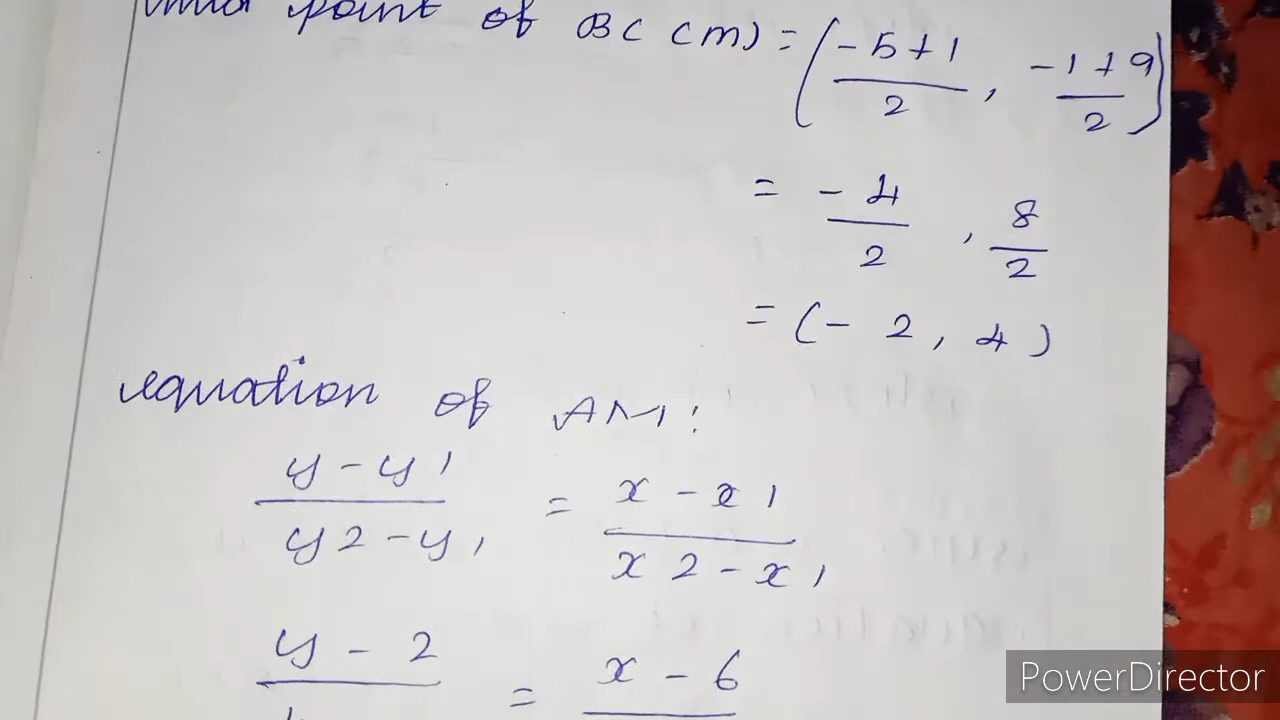 mid point of BC (m) = (-5+1/2, -1+9/2)
= -4/2, 8/2
= (-2, 4)
equation of AM:
y-y1/y2-y1 = x-x1/x2-x1
y-2 = x-6
PowerDirector